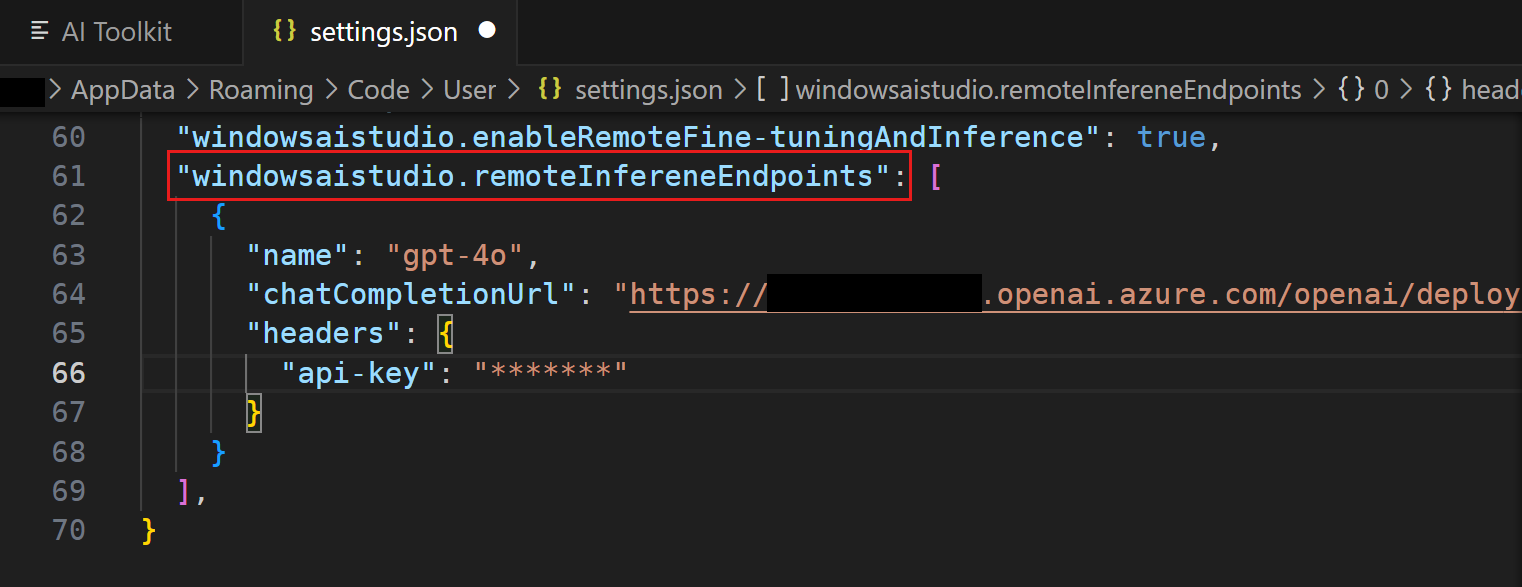 AI Toolkit {} settings.json
> AppData > Roaming > Code > User > {} settings.json > [ ] windowsaistudio.remoteInfereneEndpoints > {} 0 > {} head
60 "windowsaistudio.enableRemoteFine-tuningAndInference": true,
61 "windowsaistudio.remoteInfereneEndpoints": [
62 {
63 "name": "gpt-4o",
64 "chatCompletionUrl": "https:// .openai.azure.com/openai/deploy
65 "headers": {
66 "api-key": "*******"
67 }
68 }
69 ],
70 }